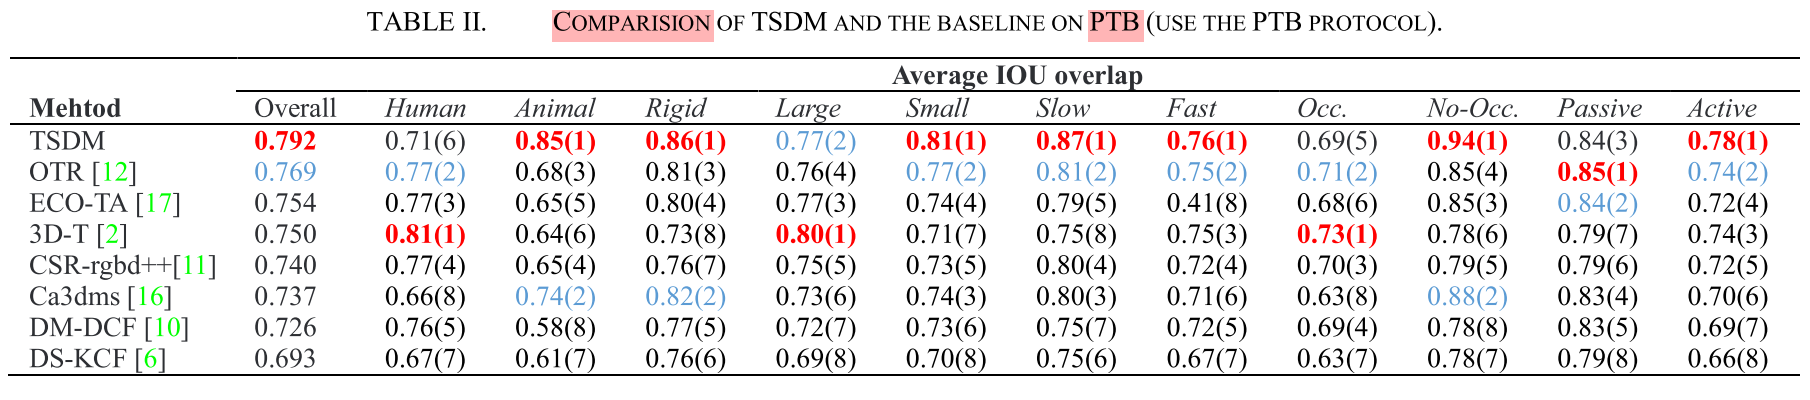 TABLE II. COMPARISION OF TSDM AND THE BASELINE ON PTB (USE THE PTB PROTOCOL).
Average IOU overlap
Mehtod Overall Human Animal Rigid Large Small Slow Fast Occ. No-Occ. Passive Active
TSDM 0.792 0.71(6) 0.85(1) 0.86(1) 0.77(2) 0.81(1) 0.87(1) 0.76(1) 0.69(5) 0.94(1) 0.84(3) 0.78(1)
OTR [12] 0.769 0.77(2) 0.68(3) 0.81(3) 0.76(4) 0.77(2) 0.81(2) 0.75(2) 0.71(2) 0.85(4) 0.85(1) 0.74(2)
ECO-TA [17] 0.754 0.77(3) 0.65(5) 0.80(4) 0.77(3) 0.74(4) 0.79(5) 0.41(8) 0.68(6) 0.85(3) 0.84(2) 0.72(4)
3D-T [2] 0.750 0.81(1) 0.64(6) 0.73(8) 0.80(1) 0.71(7) 0.75(8) 0.75(3) 0.73(1) 0.78(6) 0.79(7) 0.74(3)
CSR-rgbd++[11] 0.740 0.77(4) 0.65(4) 0.76(7) 0.75(5) 0.73(5) 0.80(4) 0.72(4) 0.70(3) 0.79(5) 0.79(6) 0.72(5)
Ca3dms [16] 0.737 0.66(8) 0.74(2) 0.82(2) 0.73(6) 0.74(3) 0.80(3) 0.71(6) 0.63(8) 0.88(2) 0.83(4) 0.70(6)
DM-DCF [10] 0.726 0.76(5) 0.58(8) 0.77(5) 0.72(7) 0.73(6) 0.75(7) 0.72(5) 0.69(4) 0.78(8) 0.83(5) 0.69(7)
DS-KCF [6] 0.693 0.67(7) 0.61(7) 0.76(6) 0.69(8) 0.70(8) 0.75(6) 0.67(7) 0.63(7) 0.78(7) 0.79(8) 0.66(8)